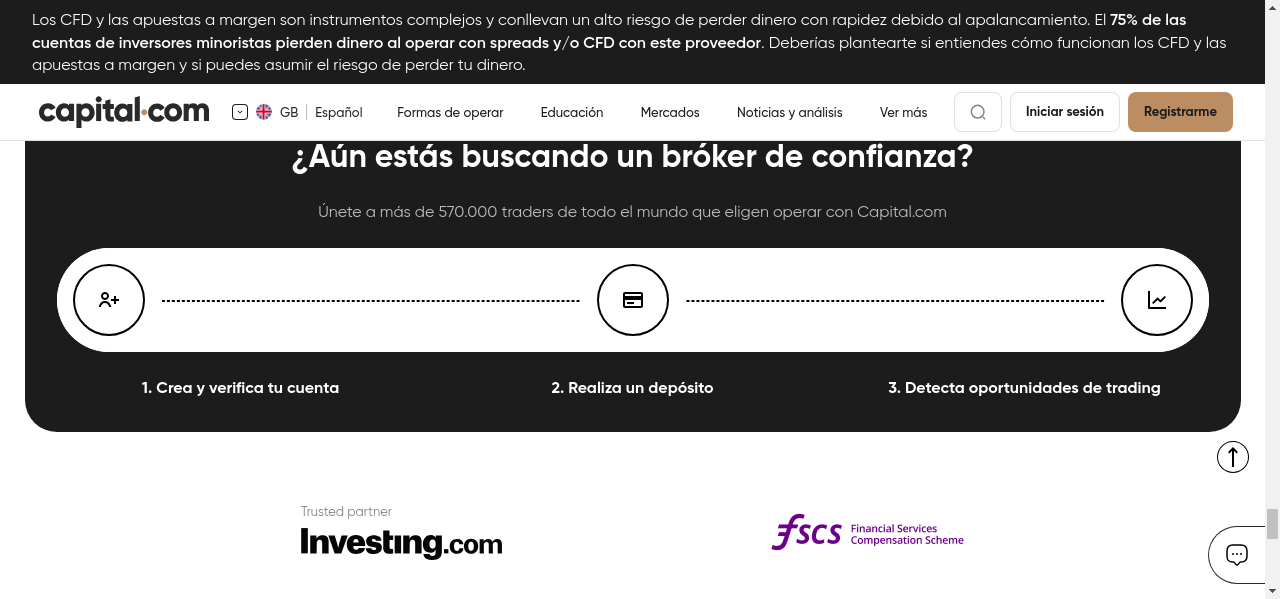 Los CFD y las apuestas a margen son instrumentos complejos y conllevan un alto riesgo de perder dinero con rapidez debido al apalancamiento. El 75% de las
cuentas de inversores minoristas pierden dinero al operar con spreads y/o CFD con este proveedor. Deberías plantearte si entiendes cómo funcionan los CFD y las
apuestas a margen y si puedes asumir el riesgo de perder tu dinero.
capital.com GB Español Formas de operar Educación Mercados Noticias y análisis Ver más Iniciar sesión Registrarme
¿Aún estás buscando un bróker de confianza?
Únete a más de 570.000 traders de todo el mundo que eligen operar con Capital.com
1. Crea y verifica tu cuenta 2. Realiza un depósito 3. Detecta oportunidades de trading
Trusted partner
Investing.com
fscs Financial Services
Compensation Scheme